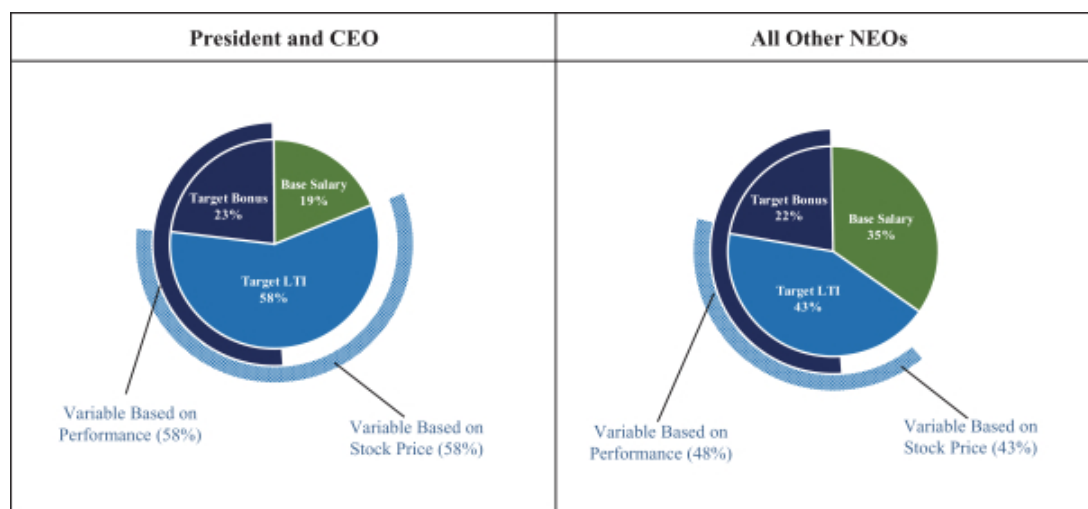 President and CEO
All Other NEOs
Target Bonus
23%
Base Salary
19%
Target LTI
58%
Variable Based on
Performance (58%)
Variable Based on
Stock Price (58%)
Target Bonus
22%
Base Salary
35%
Target LTI
43%
Variable Based on
Performance (48%)
Variable Based on
Stock Price (43%)